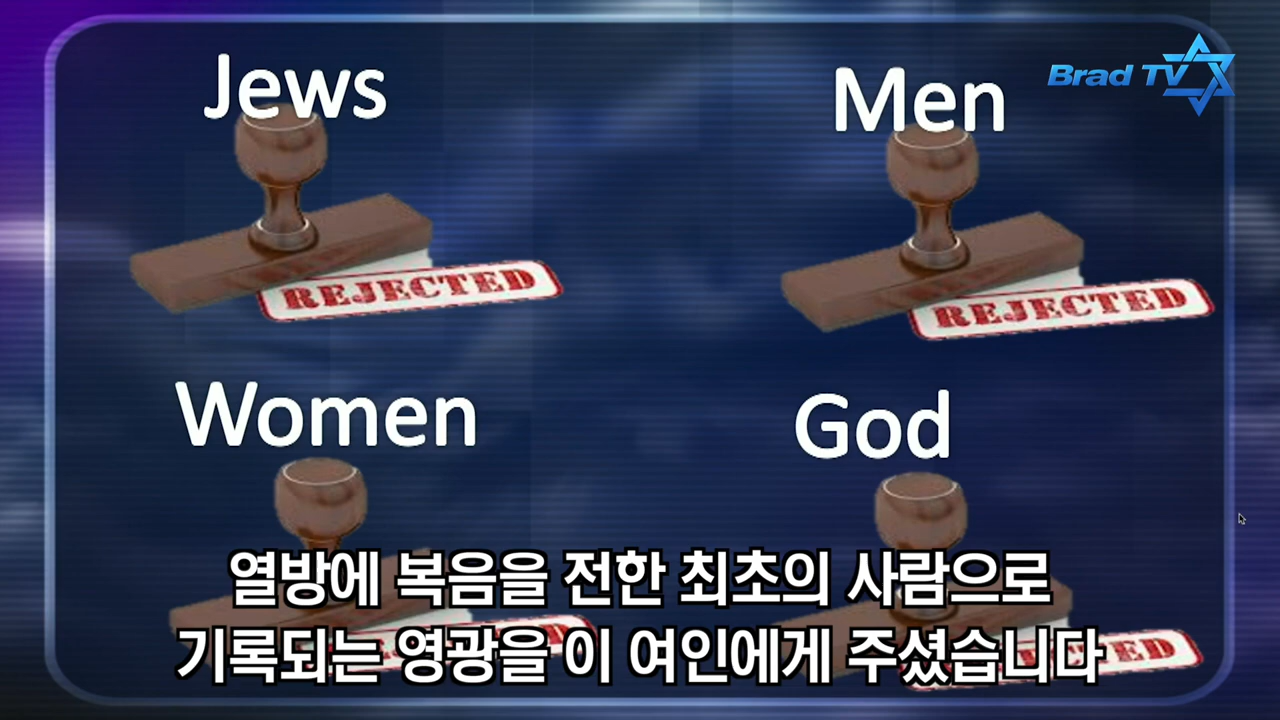 Jews
Men
Brad TV
REJECTED
REJECTED
Women
God
열방에 복음을 전한 최초의 사람으로
기록되는 영광을 이 여인에게 주셨습니다